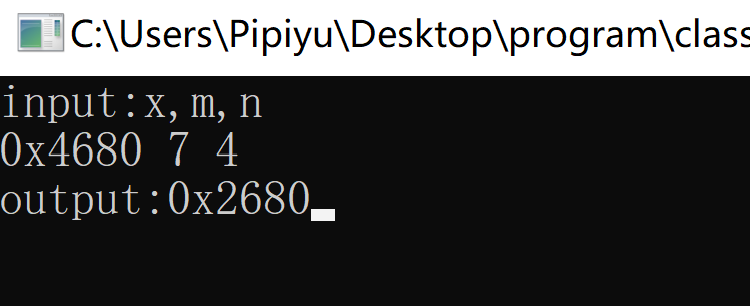 C:\Users\Pipiyu\Desktop\program\class
input:x,m,n
0x4680 7 4
output:0x2680